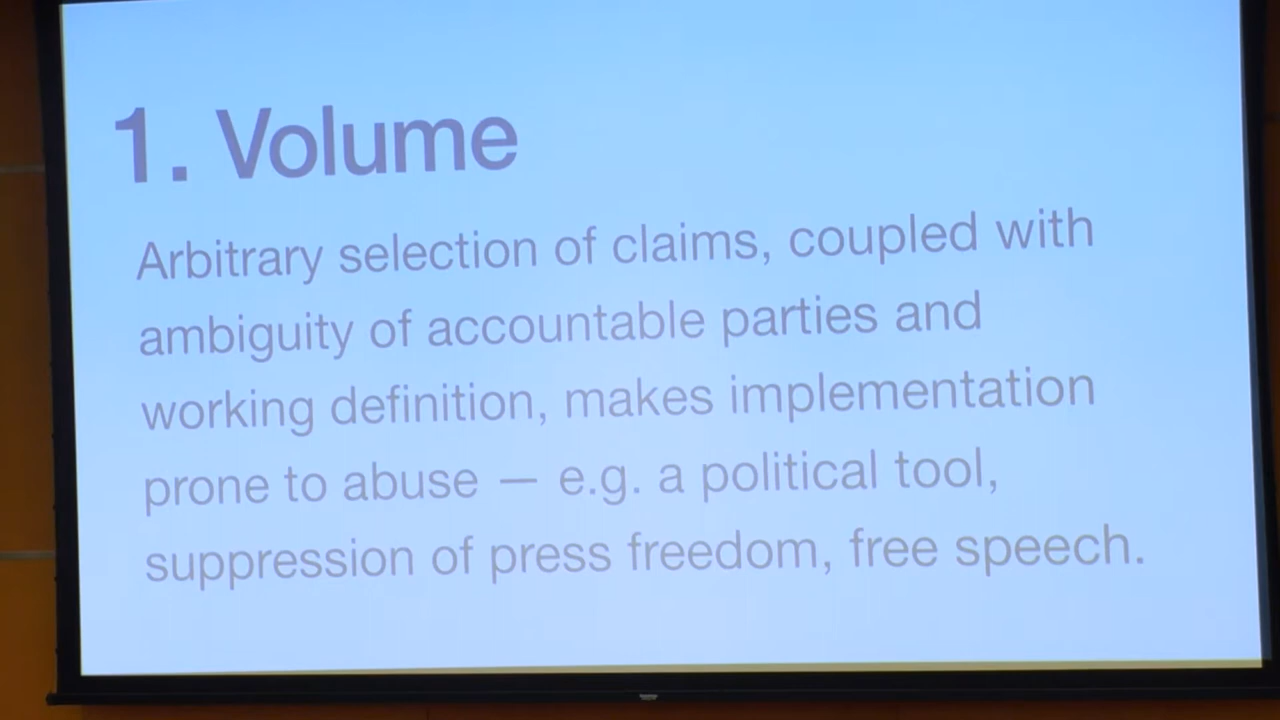 1. Volume
Arbitrary selection of claims, coupled with
ambiguity of accountable parties and
working definition, makes implementation
prone to abuse — e.g. a political tool,
suppression of press freedom, free speech.